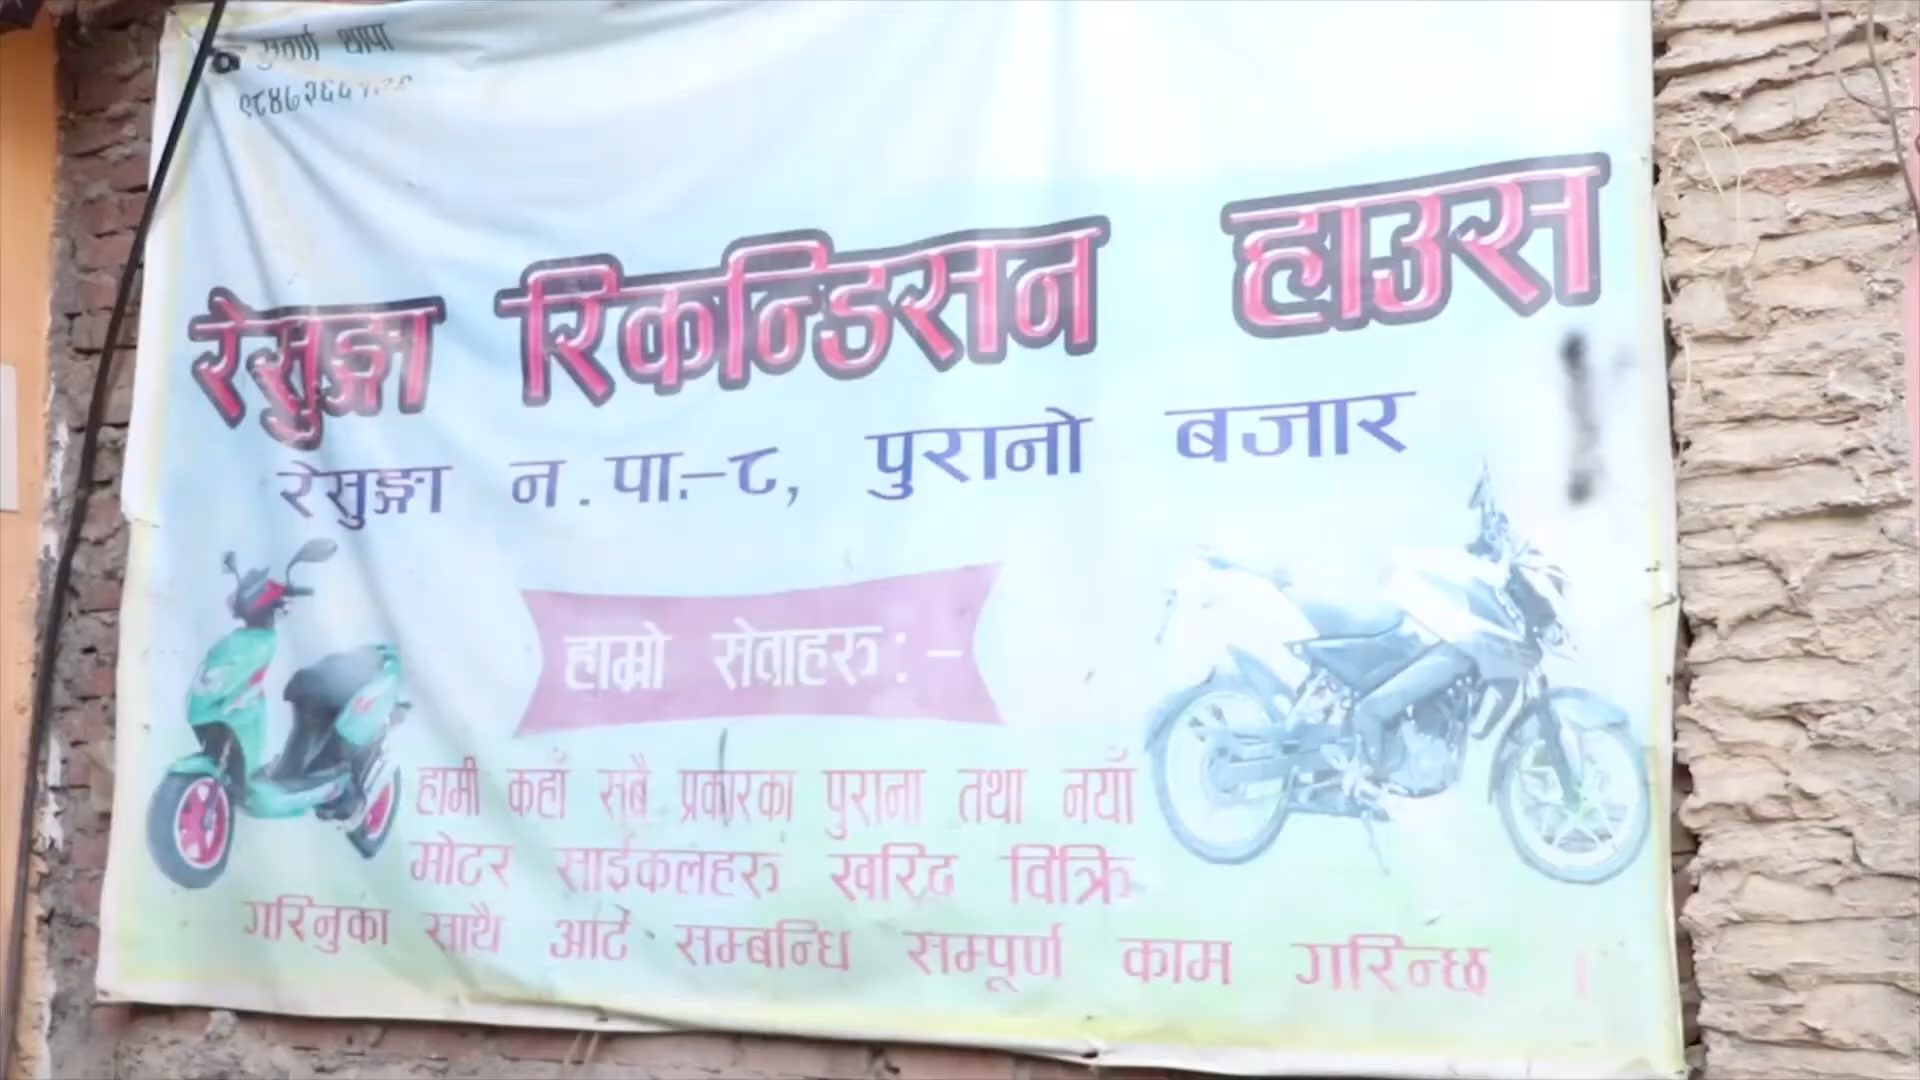 थापा
रेसुङ्गा रिकन्डिसन हाउस
रेसुङ्गा न.पा.-८, पुरानो बजार
हाम्रो सेवाहरू:-
हामी कहाँ सबै प्रकारका पुराना तथा नयाँ
मोटर साईकलहरू खरिद विक्रि
गरिनुका साथै आर्ट सम्बन्धि सम्पूर्ण काम गरिन्छ ।